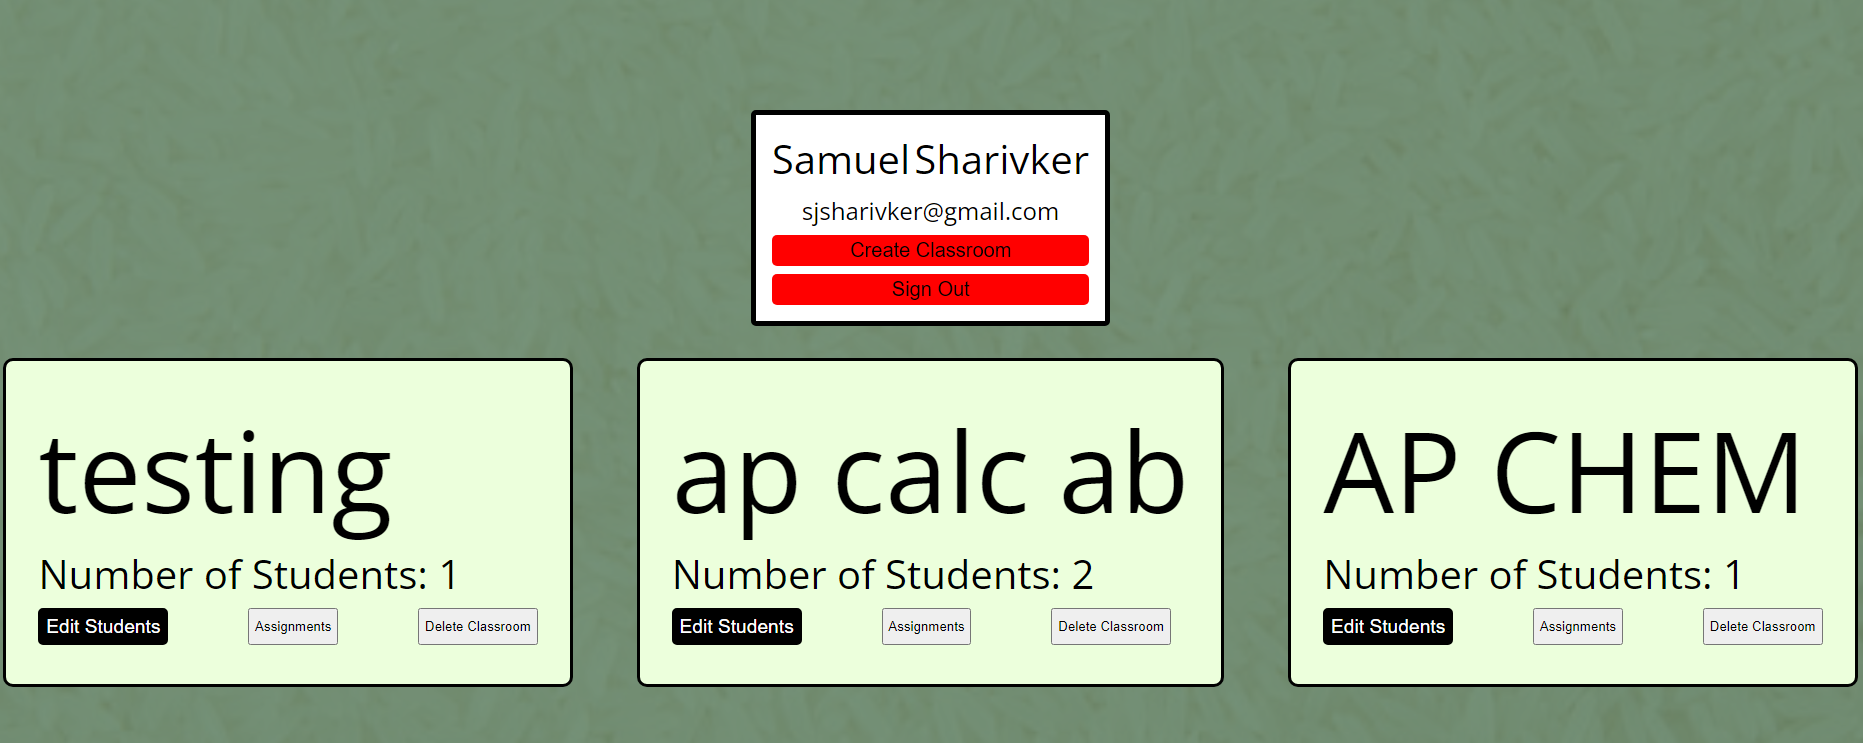 Samuel Sharivker
sjsharivker@gmail.com
Create Classroom
Sign Out
testing
Number of Students: 1
Edit Students Assignments Delete Classroom
ap calc ab
Number of Students: 2
Edit Students Assignments Delete Classroom
AP CHEM
Number of Students: 1
Edit Students Assignments Delete Classroom